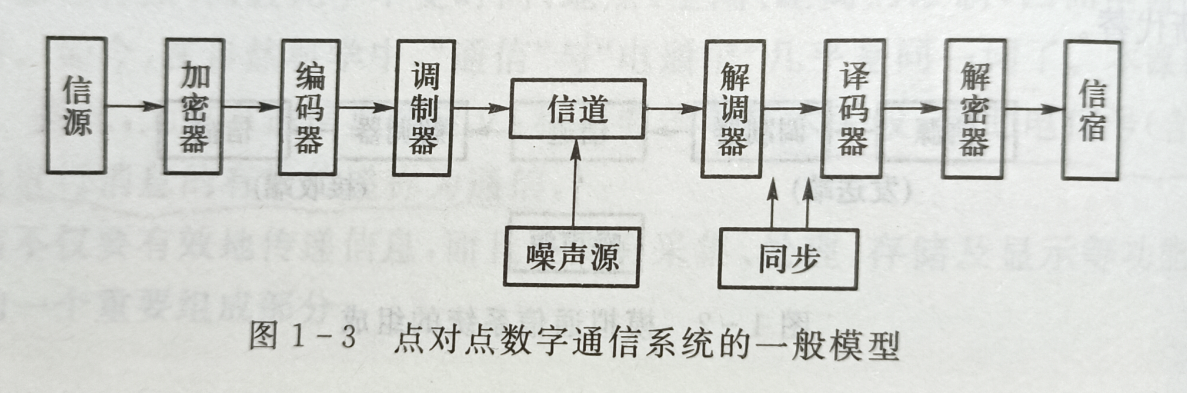 信源
加密器
编码器
调制器
信道
解调器
译码器
解密器
信宿
噪声源
同步
图 1-3 点对点数字通信系统的一般模型